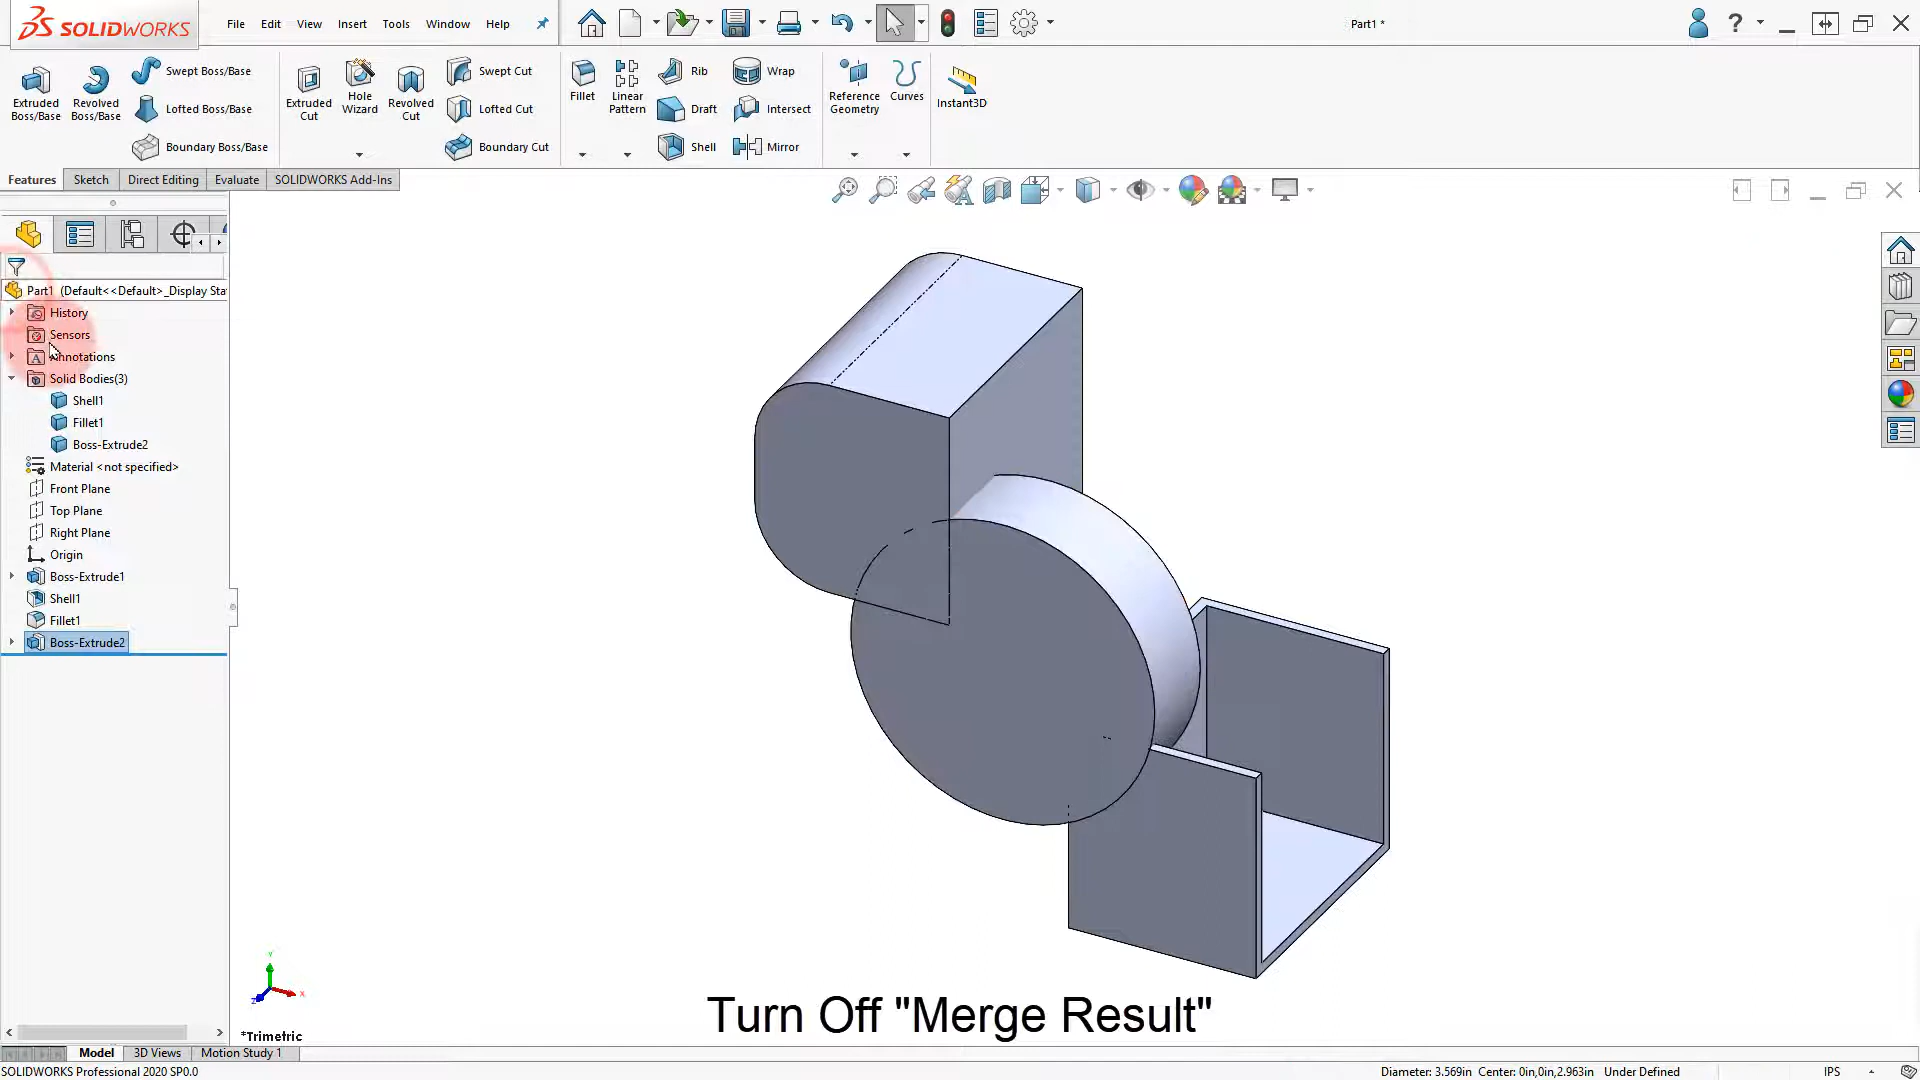 SOLIDWORKS
File Edit View Insert Tools Window Help
Part1 *
Extruded Boss/Base
Revolved Boss/Base
Swept Boss/Base
Lofted Boss/Base
Boundary Boss/Base
Extruded Cut
Hole Wizard
Revolved Cut
Swept Cut
Lofted Cut
Boundary Cut
Fillet
Linear Pattern
Rib
Draft
Shell
Wrap
Intersect
Mirror
Reference Geometry
Curves
Instant3D
Features Sketch Direct Editing Evaluate SOLIDWORKS Add-Ins
Part1 (Default<<Default>_Display Sta
History
Sensors
Annotations
Solid Bodies(3)
Shell1
Fillet1
Boss-Extrude2
Material <not specified>
Front Plane
Top Plane
Right Plane
Origin
Boss-Extrude1
Shell1
Fillet1
Boss-Extrude2
Y
X
Z
*Trimetric
Turn Off "Merge Result"
Model 3D Views Motion Study 1
SOLIDWORKS Professional 2020 SP0.0
Diameter: 3.569in Center: 0in,0in,2.963in Under Defined IPS